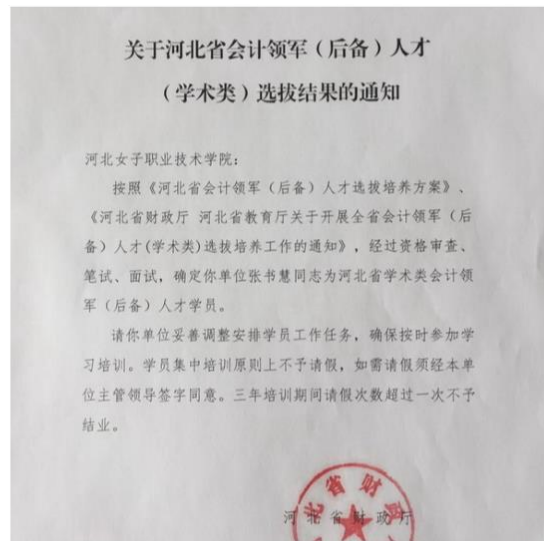 关于河北省会计领军（后备）人才
（学术类）选拔结果的通知
河北女子职业技术学院：
按照《河北省会计领军（后备）人才选拔培养方案》、
《河北省财政厅 河北省教育厅关于开展全省会计领军（后
备）人才(学术类)选拔培养工作的通知》，经过资格审查、
笔试、面试，确定你单位张书慧同志为河北省学术类会计领
军（后备）人才学员。
请你单位妥善调整安排学员工作任务，确保按时参加学
习培训。学员集中培训原则上不予请假，如需请假须经本单
位主管领导签字同意。三年培训期间请假次数超过一次不予
结业。
北省财政
河北省财政厅